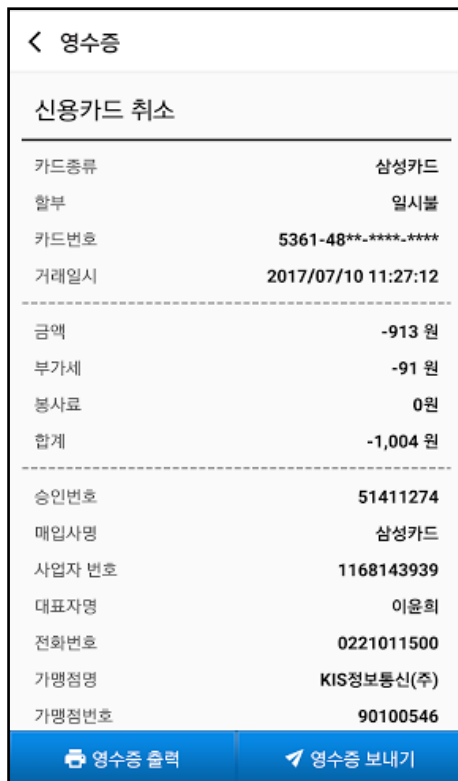 영수증
신용카드 취소
카드종류 삼성카드
할부 일시불
카드번호 5361-48**-****-****
거래일시 2017/07/10 11:27:12
금액 -913 원
부가세 -91 원
봉사료 0원
합계 -1,004 원
승인번호 51411274
매입사명 삼성카드
사업자 번호 1168143939
대표자명 이윤희
전화번호 0221011500
가맹점명 KIS정보통신(주)
가맹점번호 90100546
영수증 출력 영수증 보내기